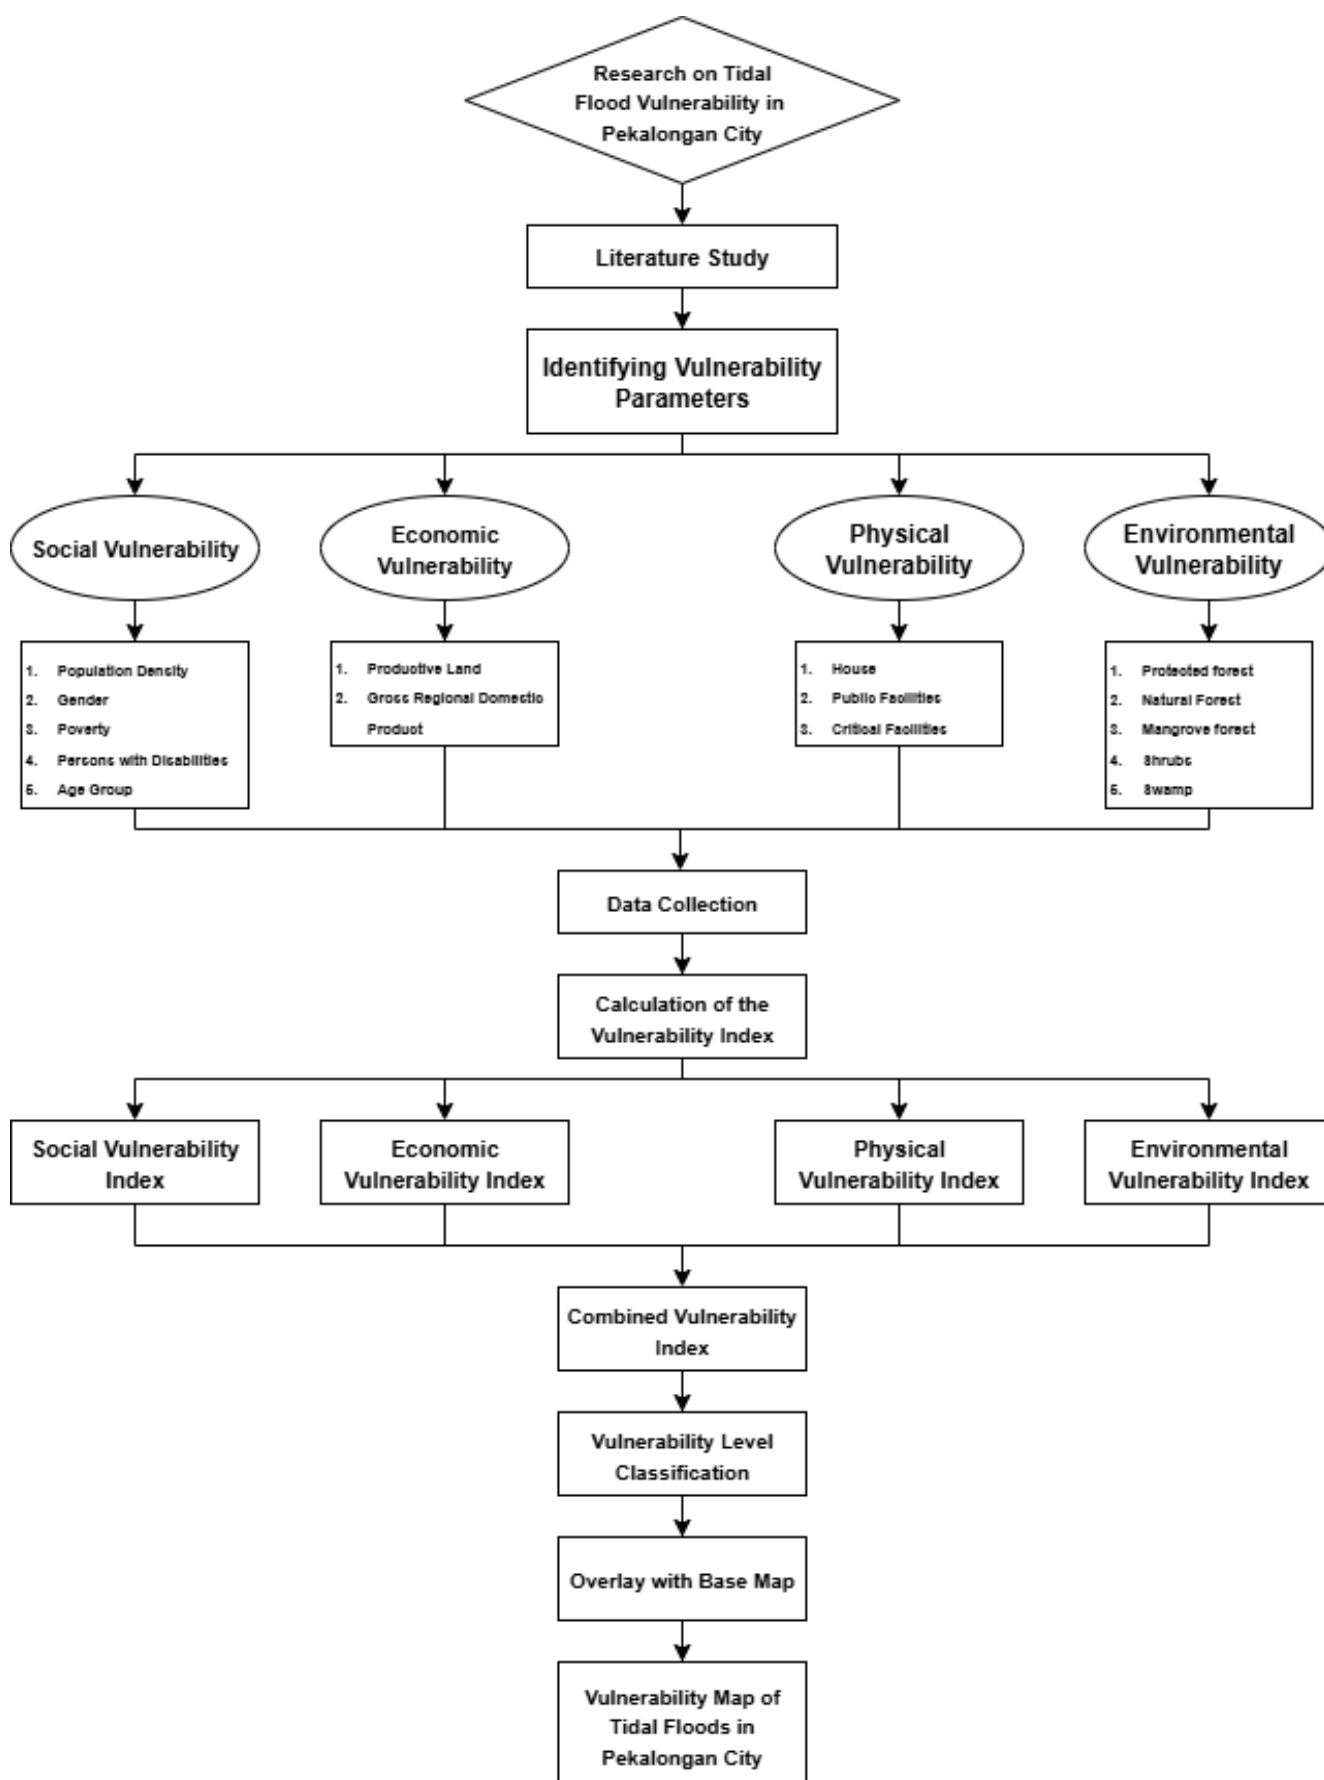 Research on Tidal
Flood Vulnerability in
Pekalongan City
Literature Study
Identifying Vulnerability
Parameters
Social Vulnerability
Economic
Vulnerability
Physical
Vulnerability
Environmental
Vulnerability
1. Population Density
2. Gender
3. Poverty
4. Persons with Disabilities
5. Age Group
1. Productive Land
2. Gross Regional Domestic
Product
1. House
2. Public Facilities
3. Critical Facilities
1. Protected forest
2. Natural Forest
3. Mangrove forest
4. Shrubs
5. Swamp
Data Collection
Calculation of the
Vulnerability Index
Social Vulnerability
Index
Economic
Vulnerability Index
Physical
Vulnerability Index
Environmental
Vulnerability Index
Combined Vulnerability
Index
Vulnerability Level
Classification
Overlay with Base Map
Vulnerability Map of
Tidal Floods in
Pekalongan City